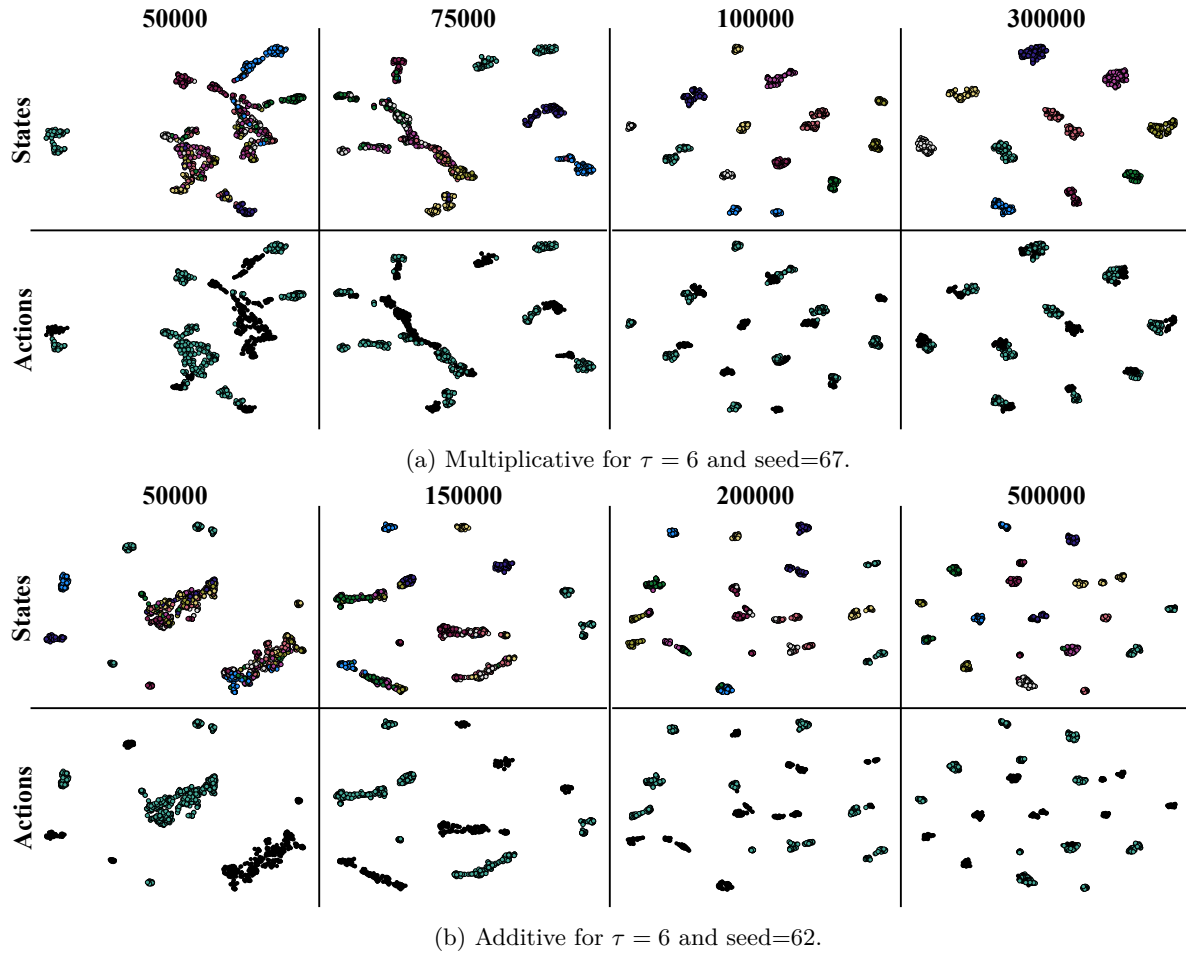 50000 75000 100000 300000
States
Actions
(a) Multiplicative for τ = 6 and seed=67.
50000 150000 200000 500000
States
Actions
(b) Additive for τ = 6 and seed=62.